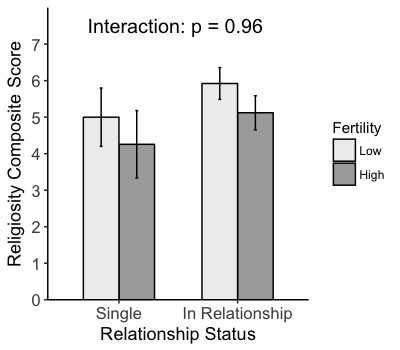 Interaction: p = 0.96
Religiosity Composite Score
7
6
5
4
3
2
1
0
Single
In Relationship
Relationship Status
Fertility
Low
High